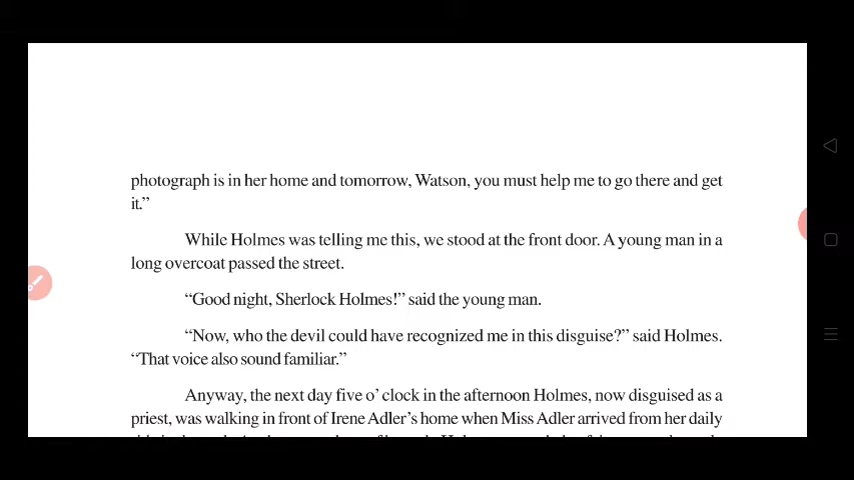 photograph is in her home and tomorrow, Watson, you must help me to go there and get
it.”
While Holmes was telling me this, we stood at the front door. A young man in a
long overcoat passed the street.
“Good night, Sherlock Holmes!” said the young man.
“Now, who the devil could have recognized me in this disguise?” said Holmes.
“That voice also sound familiar.”
Anyway, the next day five o’ clock in the afternoon Holmes, now disguised as a
priest, was walking in front of Irene Adler’s home when Miss Adler arrived from her daily